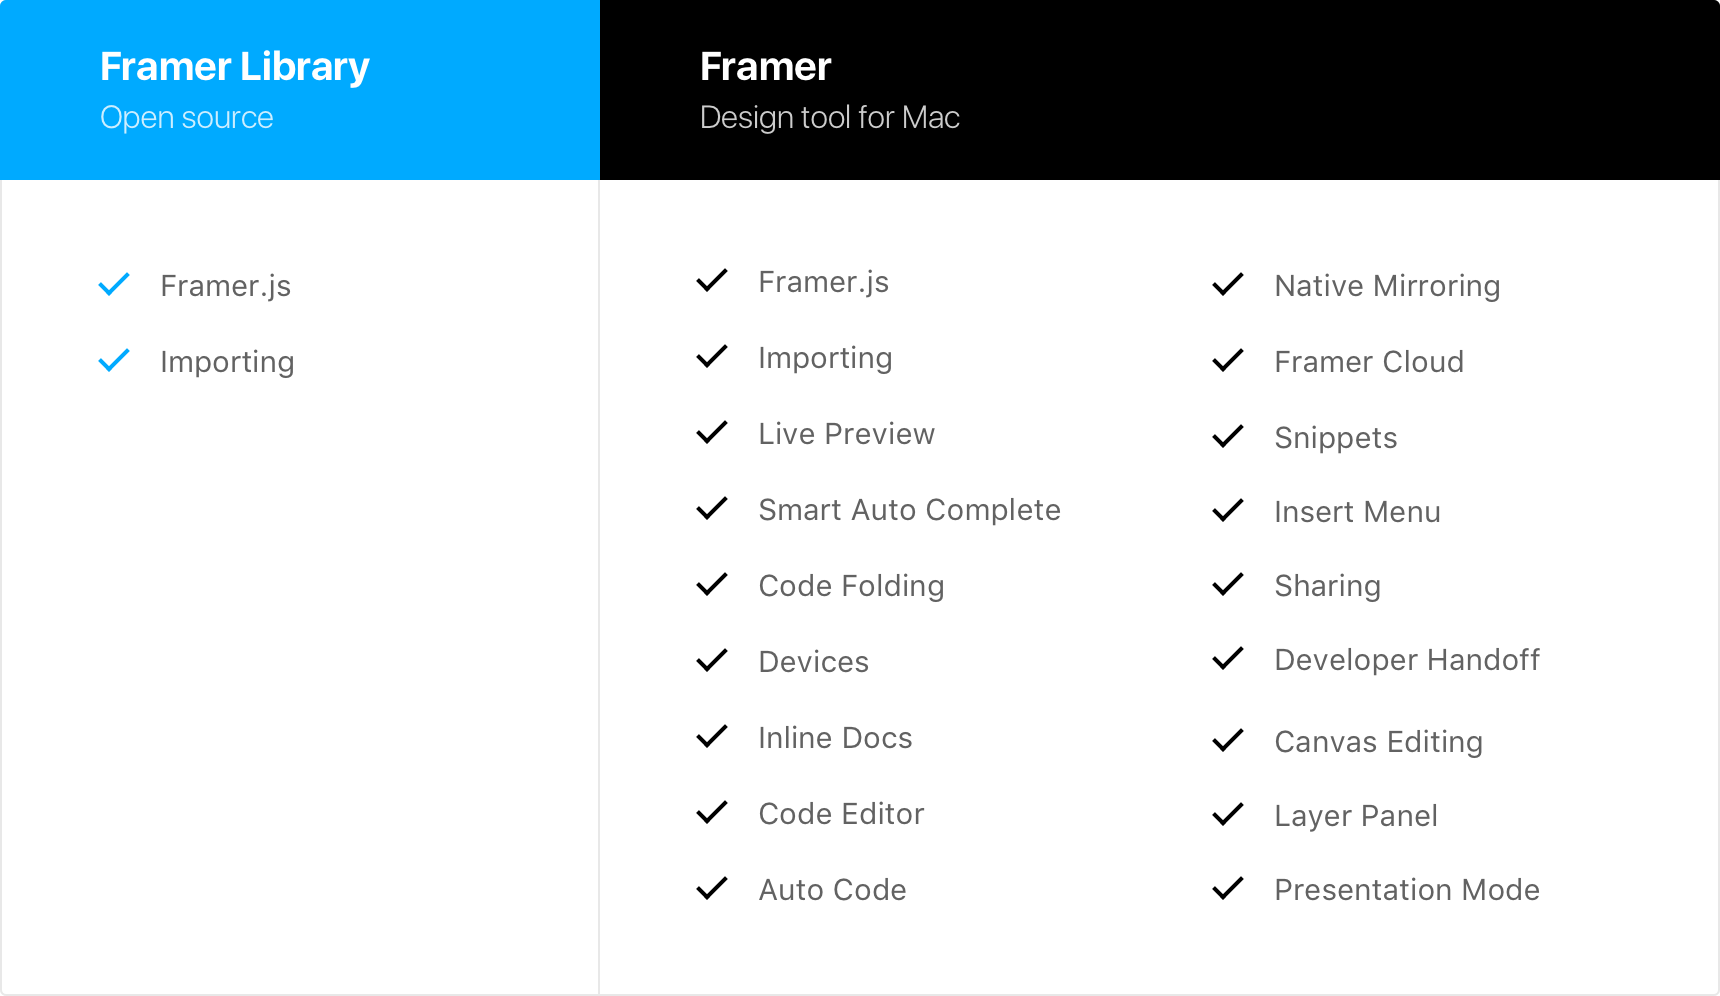 Framer Library
Open source
Framer.js
Importing
Framer
Design tool for Mac
Framer.js
Importing
Live Preview
Smart Auto Complete
Code Folding
Devices
Inline Docs
Code Editor
Auto Code
Native Mirroring
Framer Cloud
Snippets
Insert Menu
Sharing
Developer Handoff
Canvas Editing
Layer Panel
Presentation Mode